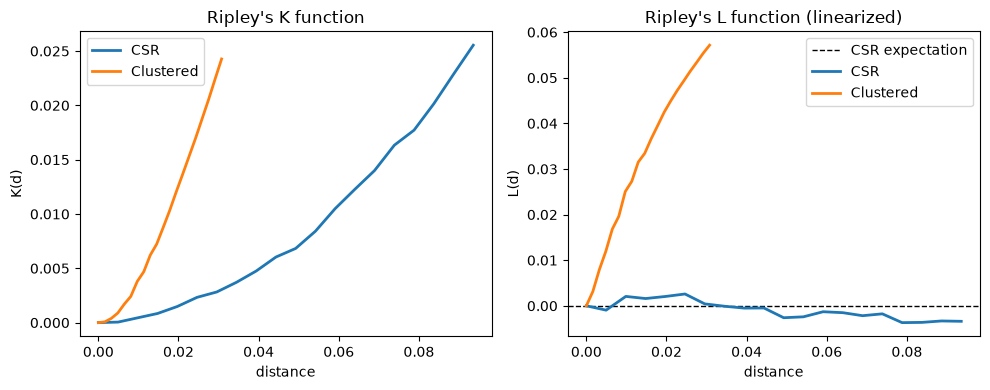 Ripley's K function
CSR
Clustered
K(d)
0.025
0.020
0.015
0.010
0.005
0.000
0.00
0.02
0.04
0.06
0.08
distance
Ripley's L function (linearized)
CSR expectation
CSR
Clustered
L(d)
0.06
0.05
0.04
0.03
0.02
0.01
0.00
0.00
0.02
0.04
0.06
0.08
distance